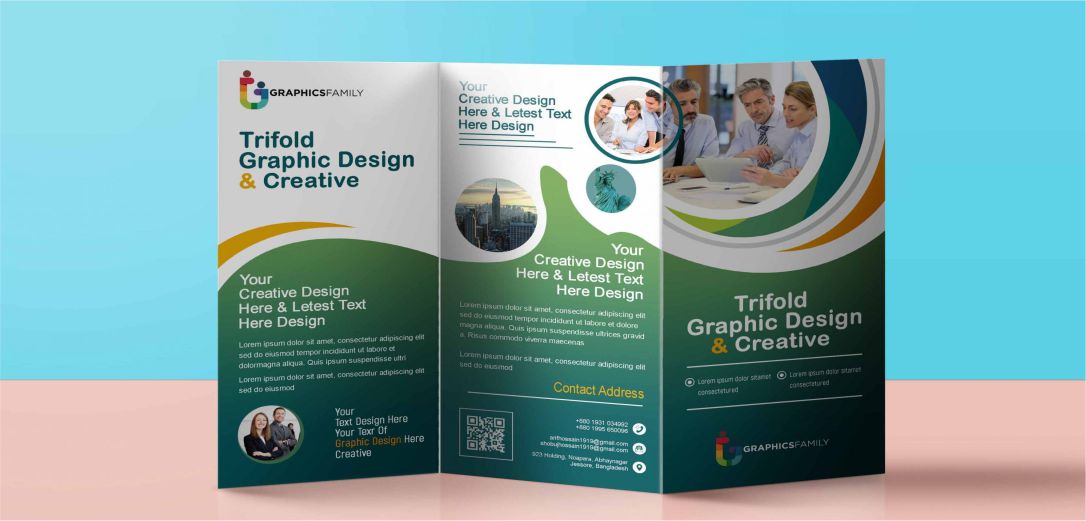 GRAPHICSFAMILY
Trifold
Graphic Design
& Creative
Your
Creative Design
Here & Letest Text
Here Design
Lorem ipsum dolor sit amet, consectetur adipiscing elit
sed do eiusmod tempor incididunt ut labore et
dolormagna aliqua. Quis ipsum suspendisse ultri
Lorem ipsum dolor sit amet, consectetur adipiscing elit
sed do eiusmod
Your
Text Design Here
Your Texr Of
Graphic Design Here
Creative
Your
Creative Design
Here & Letest Text
Here Design
Your
Creative Design
Here & Letest Text
Here Design
Lorem ipsum dolor sit amet, consectetur adipiscing elit
sed do eiusmod tempor incididunt ut labore et dolore
magna aliqua. Quis ipsum suspendisse ultrices gravid
a. Risus commodo viverra maecenas
Lorem ipsum dolor sit amet, consectetur adipiscing elit
sed do eiusmod
Contact Address
+880 1931 034992
+880 1995 650096
arifhossain1919@gmail.com
shobujhossain1919@gmail.com
523 Holding, Noapara, Abhaynagar
Jessore, Bangladesh
Trifold
Graphic Design
& Creative
Lorem ipsum dolor sitamet
consectetured
Lorem ipsum dolor sitamet
consectetured
GRAPHICSFAMILY